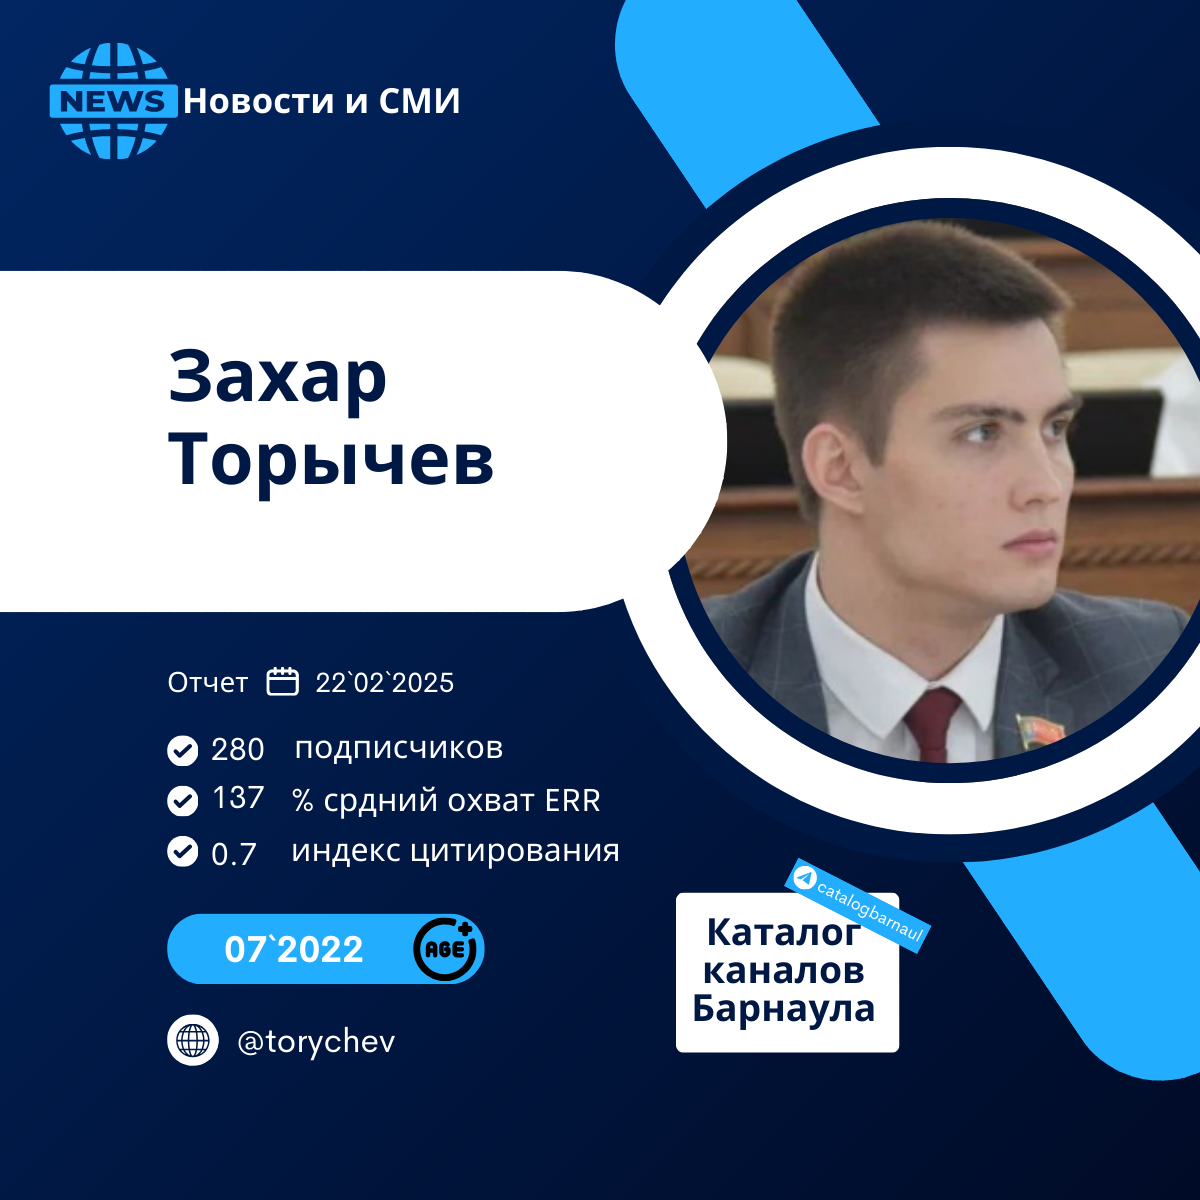 NEWS
Новости и СМИ
Захар
Торычев
Отчет 22`02`2025
280 подписчиков
137 % срдний охват ERR
0.7 индекс цитирования
07`2022 AGE+
@torychev
catalogbarnaul
Каталог
каналов
Барнаула